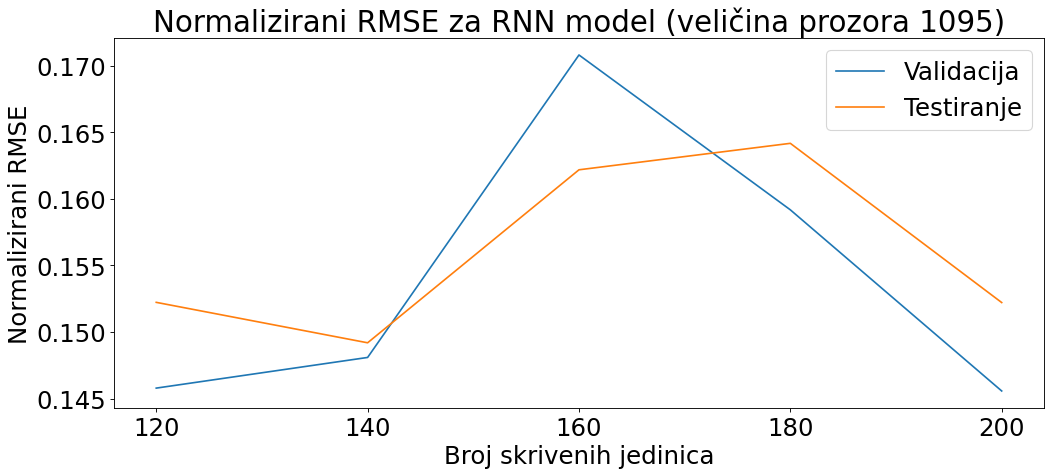 Normalizirani RMSE za RNN model (veličina prozora 1095)
Normalizirani RMSE
0.170
0.165
0.160
0.155
0.150
0.145
Validacija
Testiranje
120 140 160 180 200
Broj skrivenih jedinica